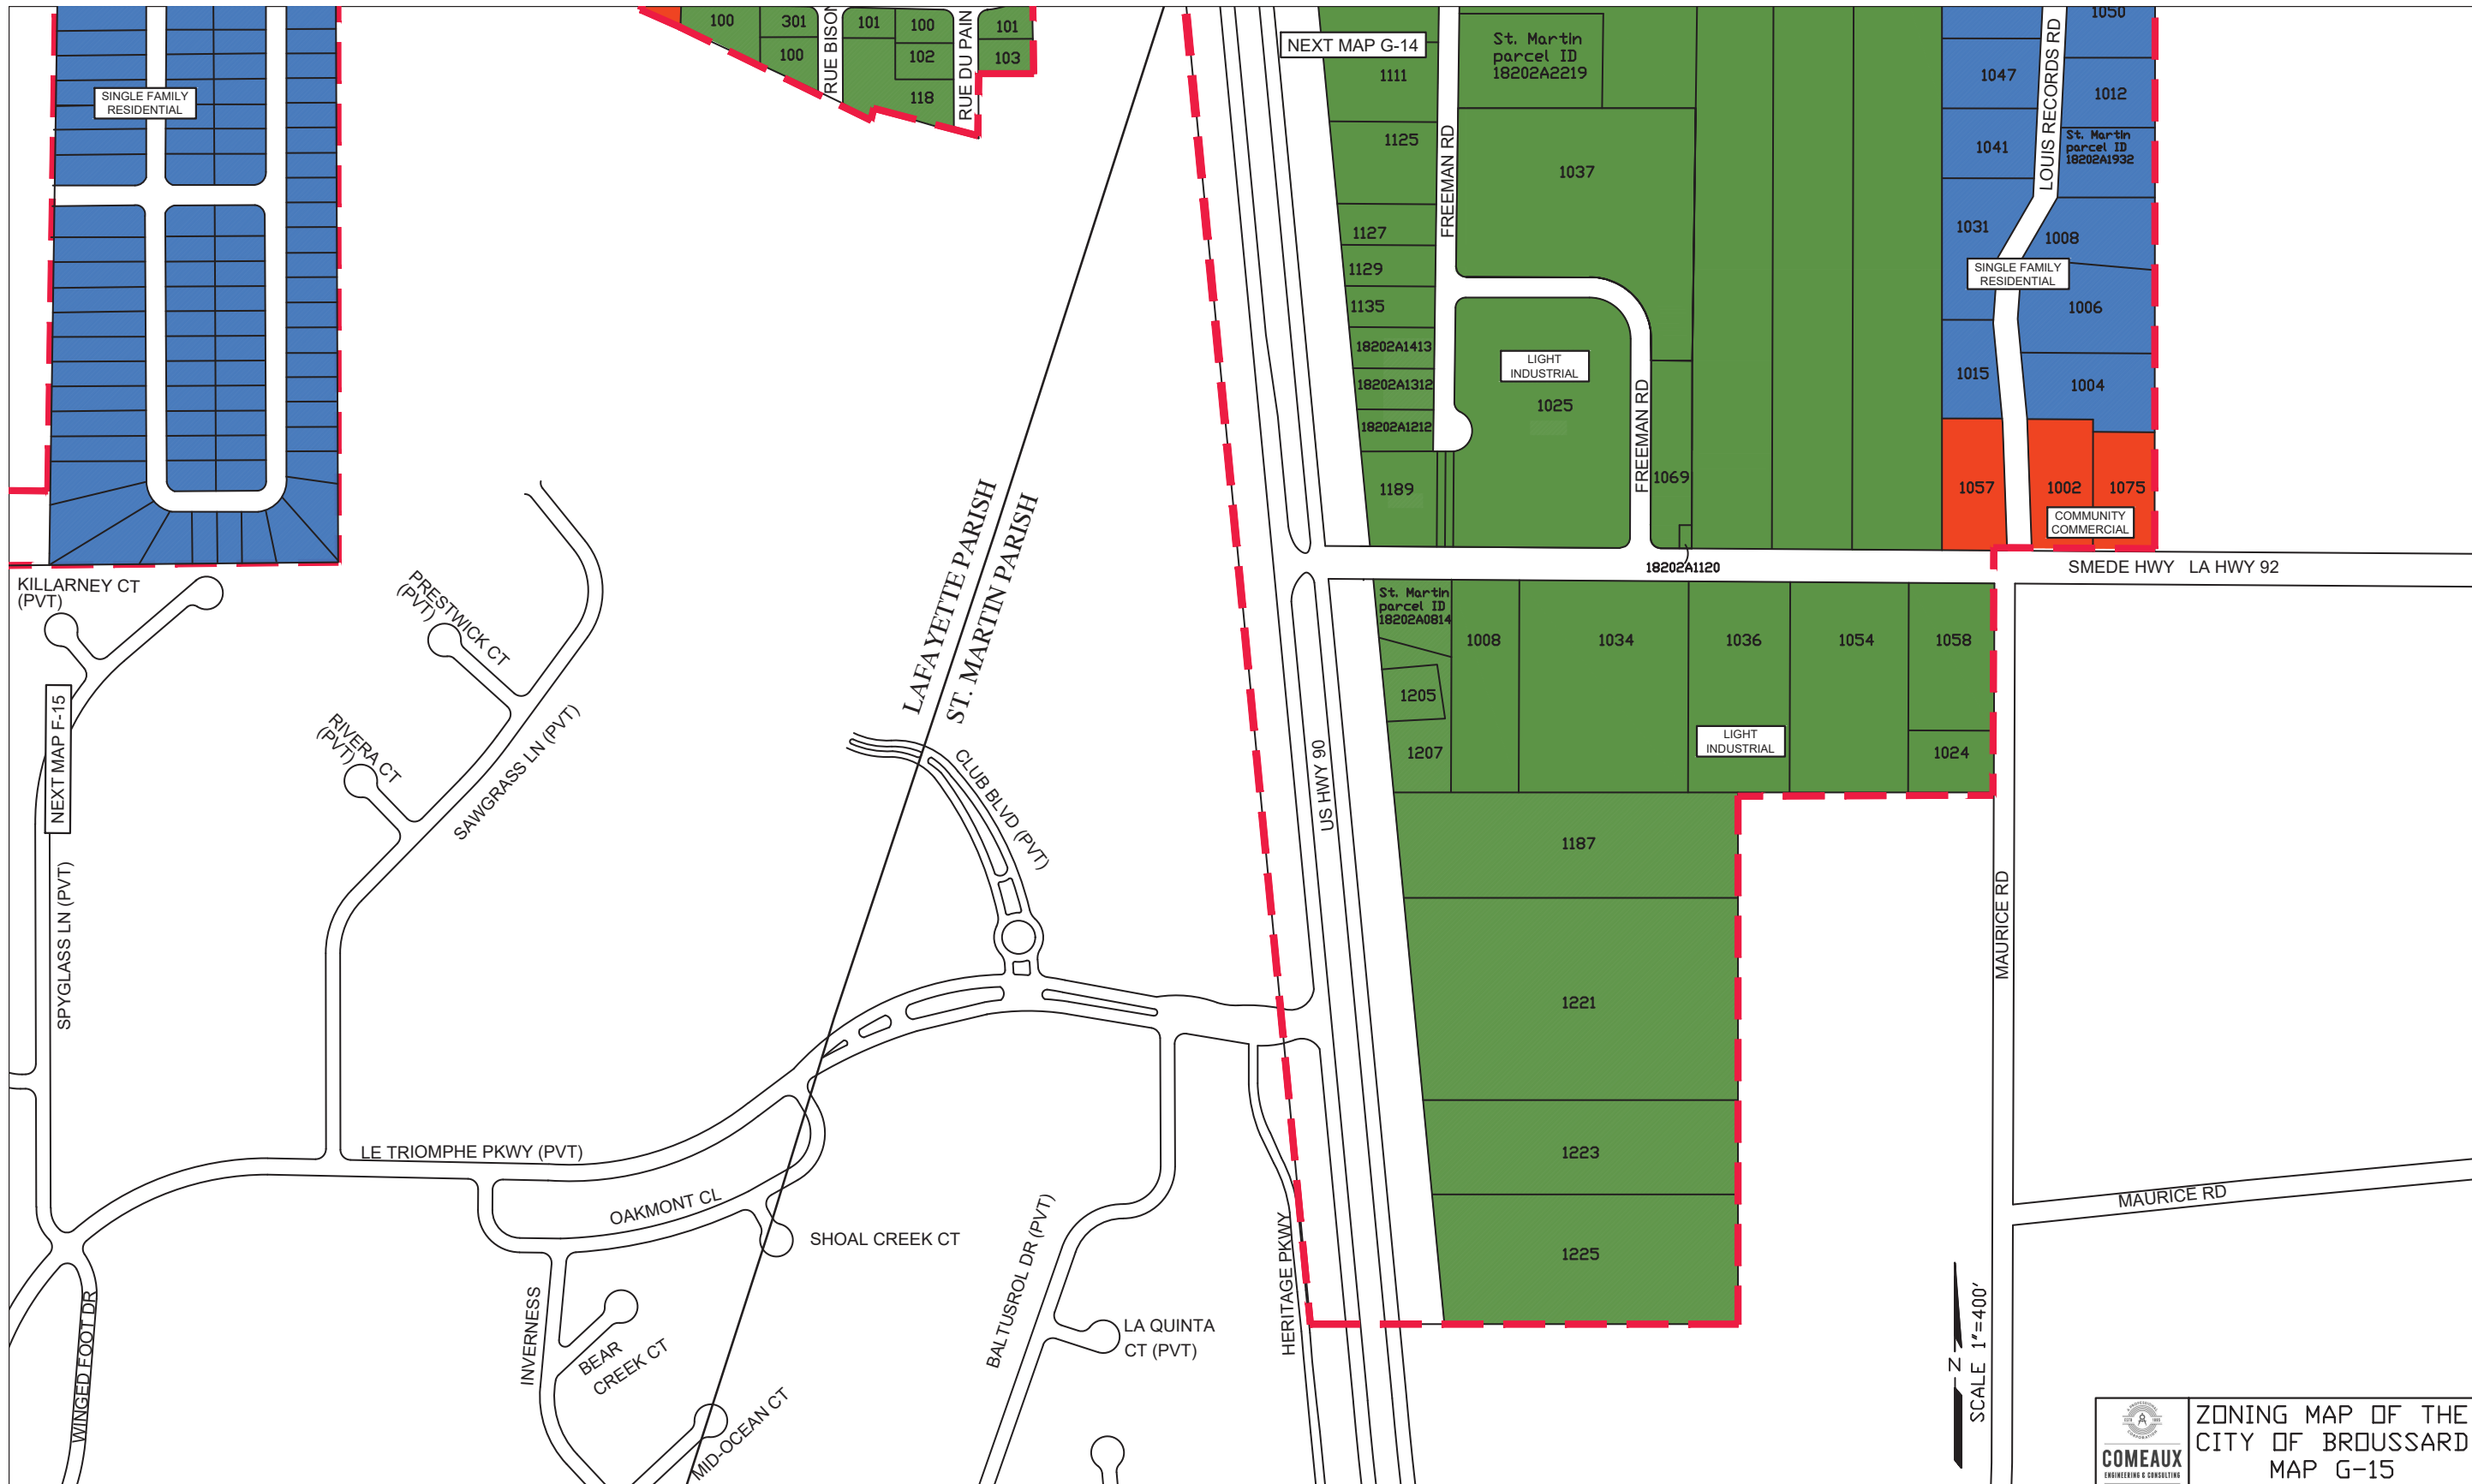 100
301
101
100
101
100
102
103
118
RUE BISON
RUE DU PAIN
SINGLE FAMILY
RESIDENTIAL
NEXT MAP G-14
1111
1125
1127
1129
1135
18202A1413
18202A1312
18202A1212
1189
FREEMAN RD
St. Martin
parcel ID
18202A2219
1037
LIGHT
INDUSTRIAL
1025
FREEMAN RD
1069
18202A1120
1047
1041
1031
1015
1057
LOUIS RECORDS RD
1050
1012
St. Martin
parcel ID
18202A1932
1008
SINGLE FAMILY
RESIDENTIAL
1006
1004
1002
1075
COMMUNITY
COMMERCIAL
SMEDE HWY LA HWY 92
KILLARNEY CT
(PVT)
PRESTWICK CT
(PVT)
RIVERA CT
(PVT)
SAWGRASS LN (PVT)
NEXT MAP F-15
SPYGLASS LN (PVT)
LAFAYETTE PARISH
ST. MARTIN PARISH
CLUB BLVD (PVT)
US HWY 90
St. Martin
parcel ID
18202A0814
1205
1207
1008
1034
1036
1054
1058
1024
LIGHT
INDUSTRIAL
1187
1221
1223
1225
MAURICE RD
MAURICE RD
LE TRIOMPHE PKWY (PVT)
OAKMONT CL
SHOAL CREEK CT
WINGED FOOT DR
INVERNESS
BEAR
CREEK CT
MID-OCEAN CT
BALTUSROL DR (PVT)
LA QUINTA
CT (PVT)
HERITAGE PKWY
N
SCALE 1"=400'
COMEAUX
ENGINEERING & CONSULTING
ZONING MAP OF THE
CITY OF BROUSSARD
MAP G-15